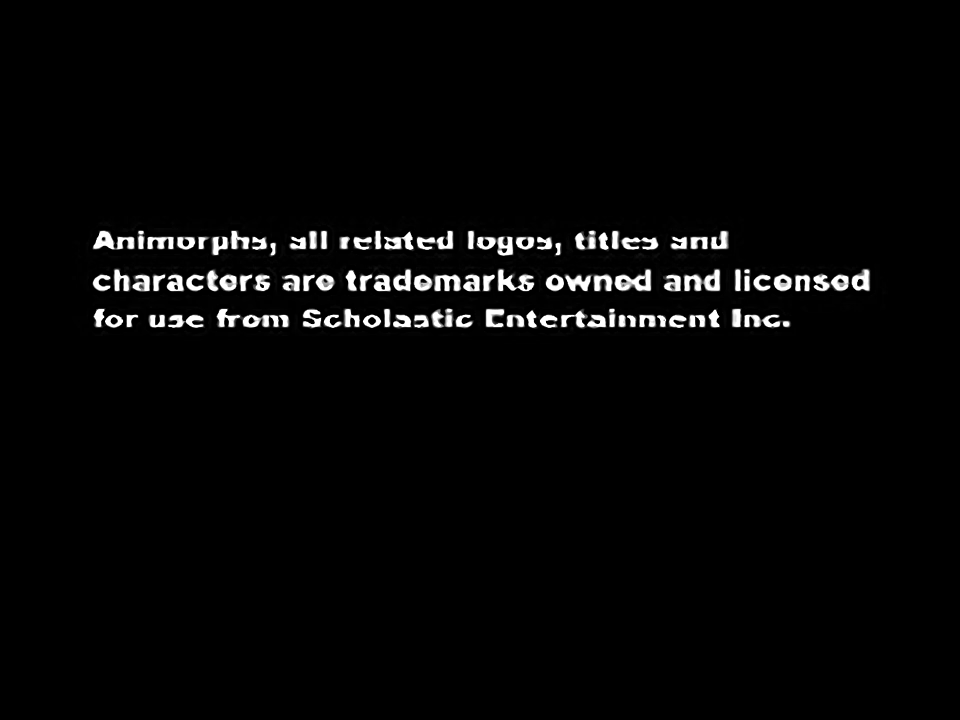 Animorphs, all related logos, titles and
characters are trademarks owned and licensed
for use from Scholastic Entertainment Inc.